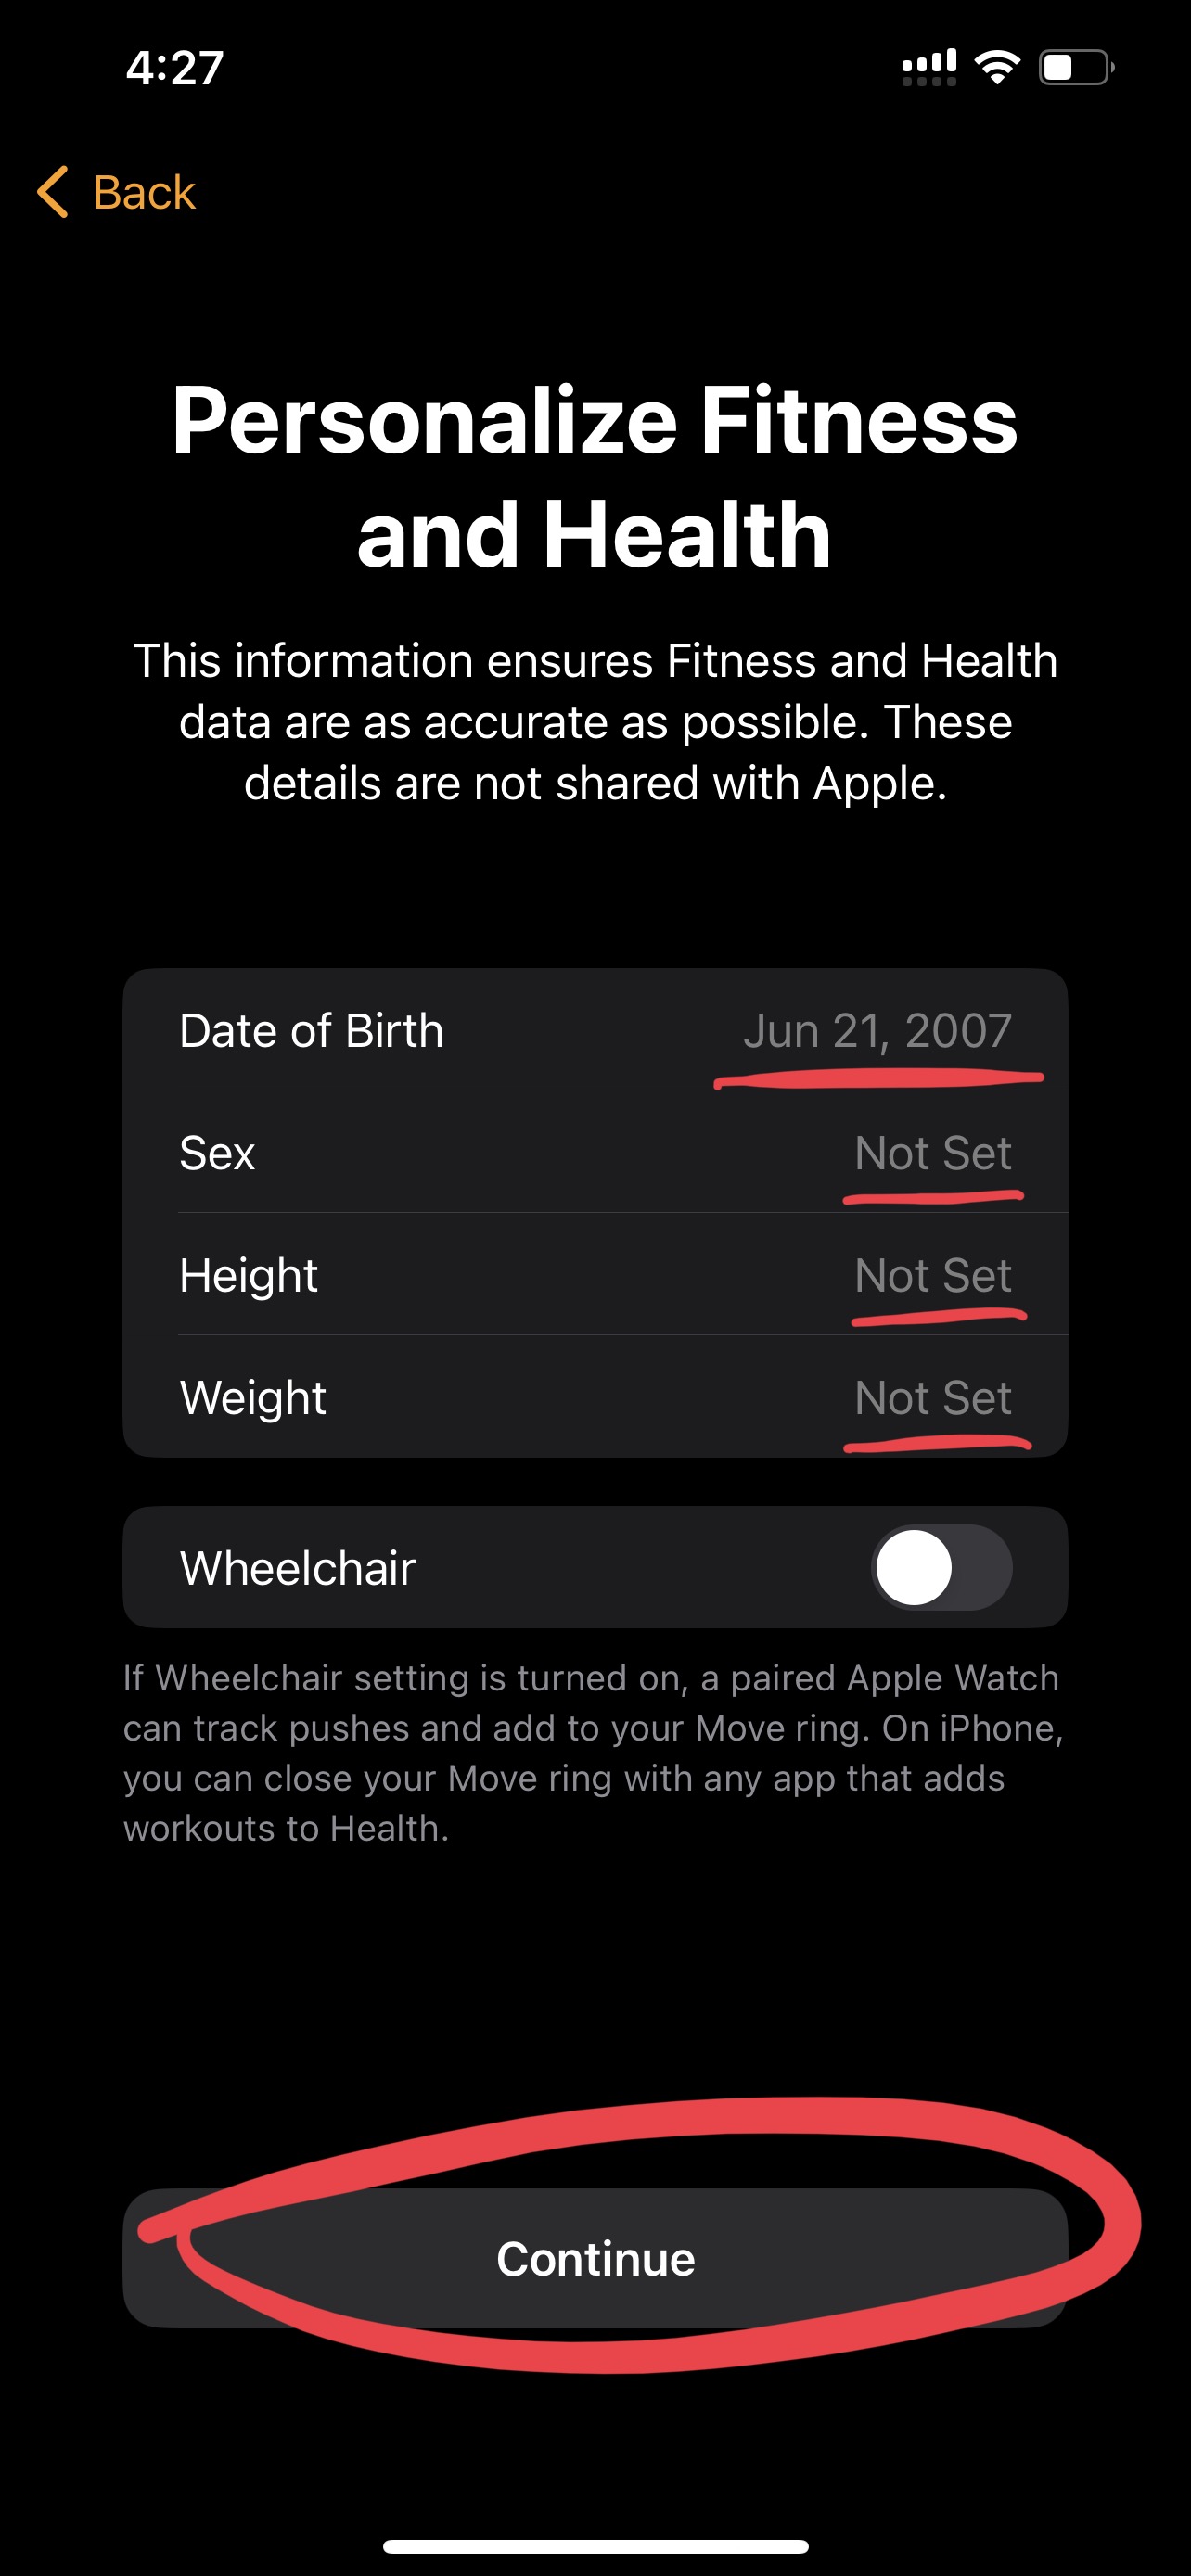 4:27
Back
Personalize Fitness
and Health
This information ensures Fitness and Health
data are as accurate as possible. These
details are not shared with Apple.
Date of Birth Jun 21, 2007
Sex Not Set
Height Not Set
Weight Not Set
Wheelchair
If Wheelchair setting is turned on, a paired Apple Watch
can track pushes and add to your Move ring. On iPhone,
you can close your Move ring with any app that adds
workouts to Health.
Continue